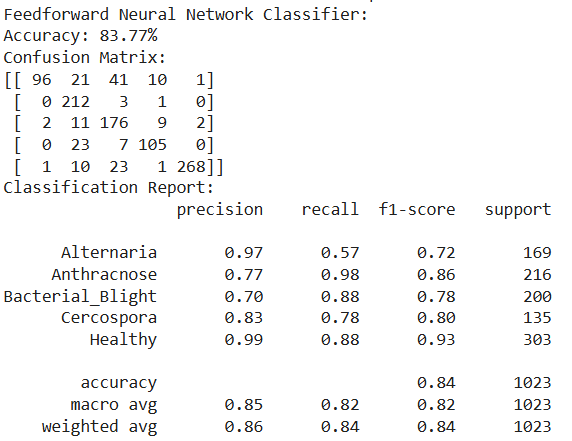 Feedforward Neural Network Classifier:
Accuracy: 83.77%
Confusion Matrix:
[[ 96  21  41  10   1]
 [  0 212   3   1   0]
 [  2  11 176   9   2]
 [  0  23   7 105   0]
 [  1  10  23   1 268]]
Classification Report:
                  precision    recall  f1-score   support

      Alternaria       0.97      0.57      0.72       169
     Anthracnose       0.77      0.98      0.86       216
Bacterial_Blight       0.70      0.88      0.78       200
      Cercospora       0.83      0.78      0.80       135
         Healthy       0.99      0.88      0.93       303

        accuracy                           0.84      1023
       macro avg       0.85      0.82      0.82      1023
    weighted avg       0.86      0.84      0.84      1023